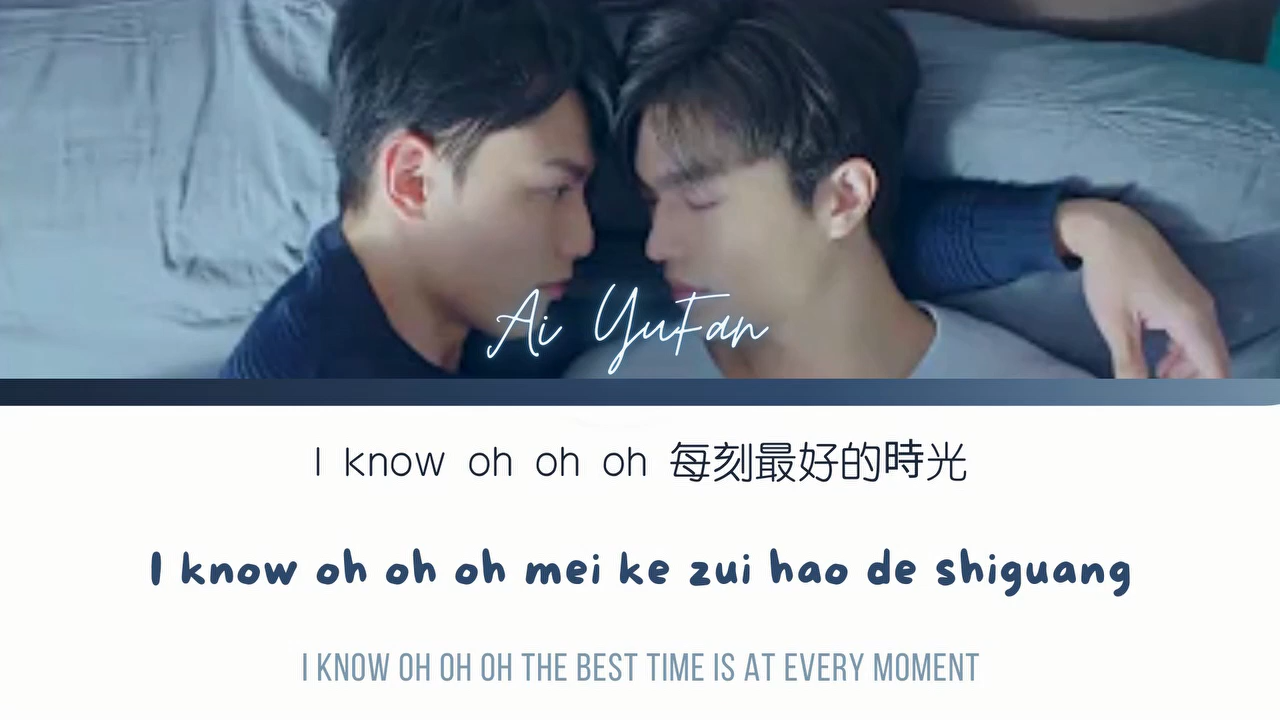 Ai YuFan
I know oh oh oh 每刻最好的時光
I know oh oh oh mei ke zui hao de shiguang
I KNOW OH OH OH THE BEST TIME IS AT EVERY MOMENT